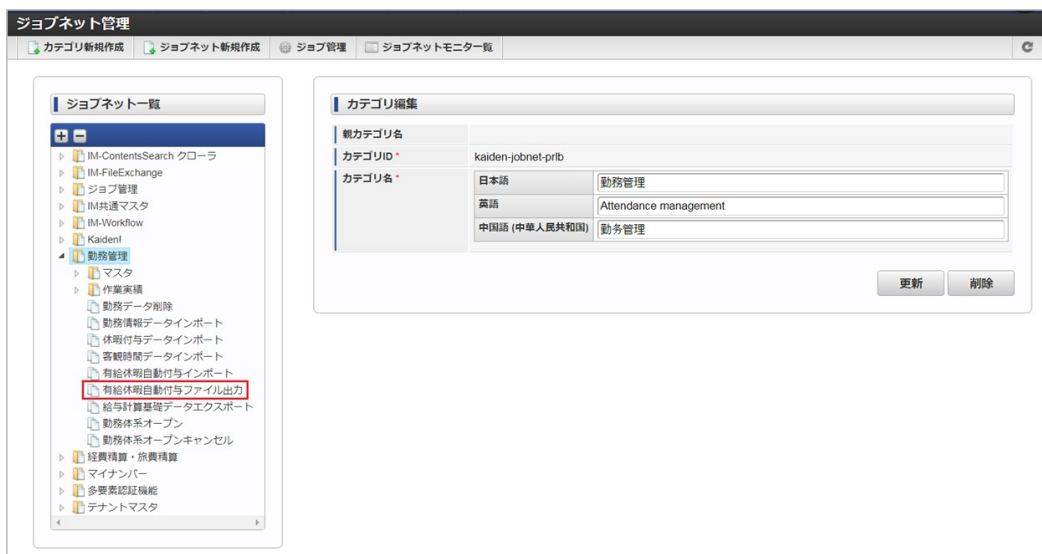 ジョブネット管理
カテゴリ新規作成 ジョブネット新規作成 ジョブ管理 ジョブネットモニター覧
ジョブネット一覧
IM-ContentsSearch クローラ
IM-FileExchange
ジョブ管理
IM共通マスタ
IM-Workflow
Kaiden!
勤務管理
マスタ
作業実績
勤務データ削除
勤務情報データインポート
休暇付与データインポート
客観時間データインポート
有給休暇自動付与インポート
有給休暇自動付与ファイル出力
給与計算基礎データエクスポート
勤務体系オープン
勤務体系オープンキャンセル
経費精算・旅費精算
マイナンバー
多要素認証機能
テナントマスタ
カテゴリ編集
親カテゴリ名
カテゴリID * kaiden-jobnet-prlb
カテゴリ名 * 日本語 勤務管理
英語 Attendance management
中国語 (中華人民共和国) 勤务管理
更新 削除